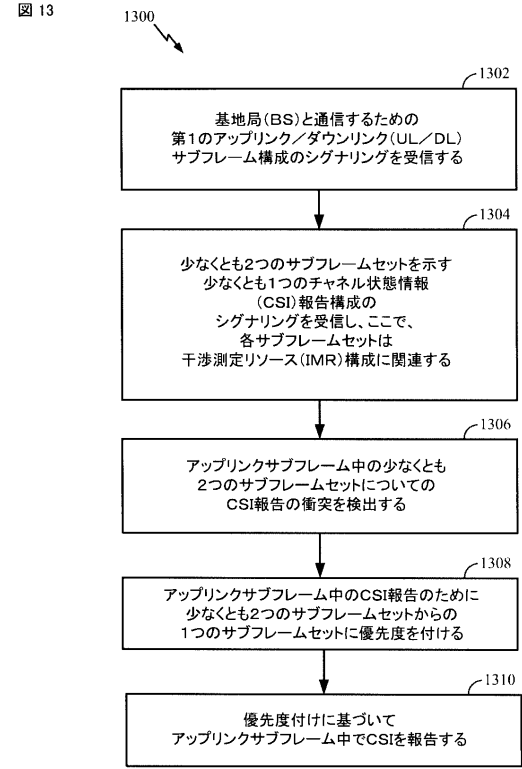 図 13
1300
1302
基地局(BS)と通信するための
第1のアップリンク/ダウンリンク(UL/DL)
サブフレーム構成のシグナリングを受信する
1304
少なくとも2つのサブフレームセットを示す
少なくとも1つのチャネル状態情報
(CSI)報告構成の
シグナリングを受信し、ここで、
各サブフレームセットは
干渉測定リソース(IMR)構成に関連する
1306
アップリンクサブフレーム中の少なくとも
2つのサブフレームセットについての
CSI報告の衝突を検出する
1308
アップリンクサブフレーム中のCSI報告のために
少なくとも2つのサブフレームセットからの
1つのサブフレームセットに優先度を付ける
1310
優先度付けに基づいて
アップリンクサブフレーム中でCSIを報告する